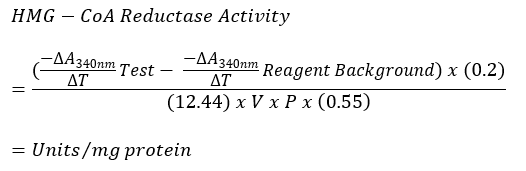 HMG − CoA Reductase Activity
= ((−ΔA340nm/ΔT) Test − (−ΔA340nm/ΔT) Reagent Background) x (0.2) / (12.44) x V x P x (0.55)
= Units/mg protein